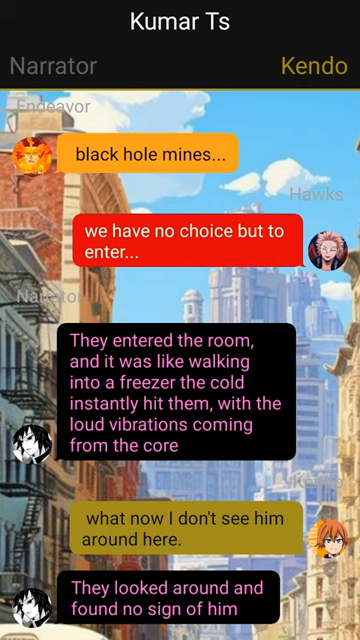 Kumar Ts
Narrator
Kendo
Endeavor
black hole mines...
Hawks
we have no choice but to
enter...
Narrator
They entered the room,
and it was like walking
into a freezer the cold
instantly hit them, with the
loud vibrations coming
from the core
Kendo
what now I don't see him
around here.
They looked around and
found no sign of him